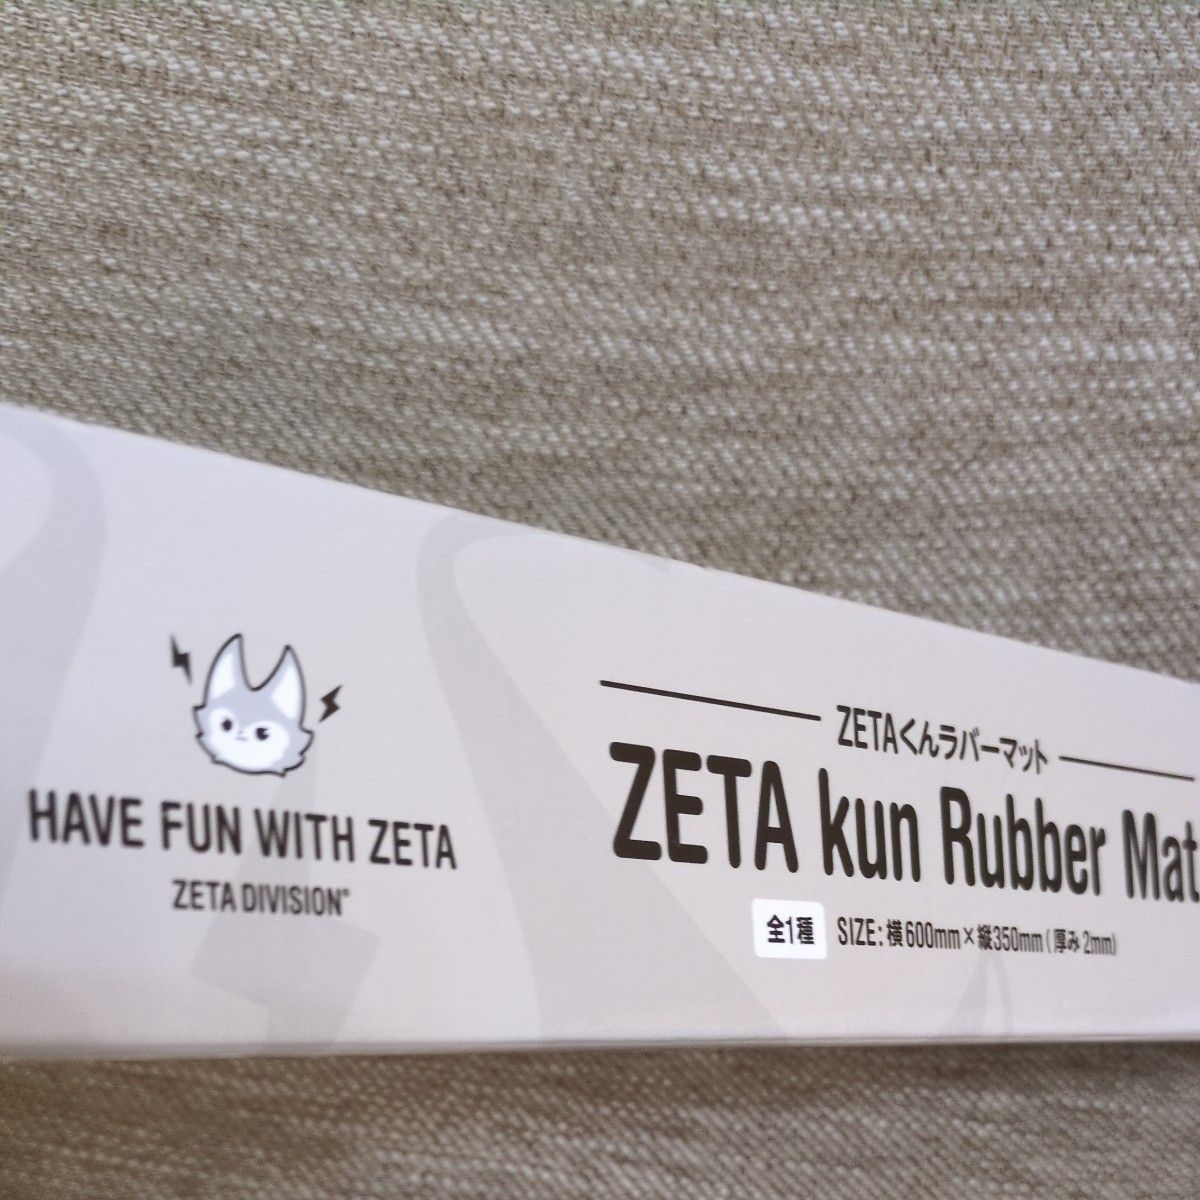 HAVE FUN WITH ZETA
ZETA DIVISION®
ZETAくんラバーマット
ZETA kun Rubber Mat
全1種 SIZE:横600mm×縦350mm(厚み2mm)